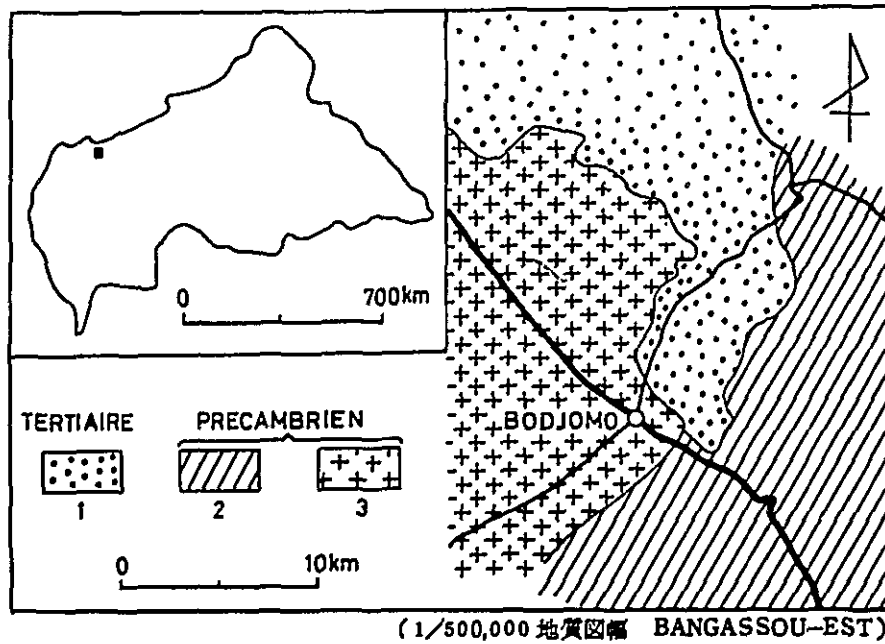 0 700km
TERTIAIRE PRECAMBRIEN
1 2 3
0 10km
BODJOMO
(1/500,000 地質図幅 BANGASSOU-EST)